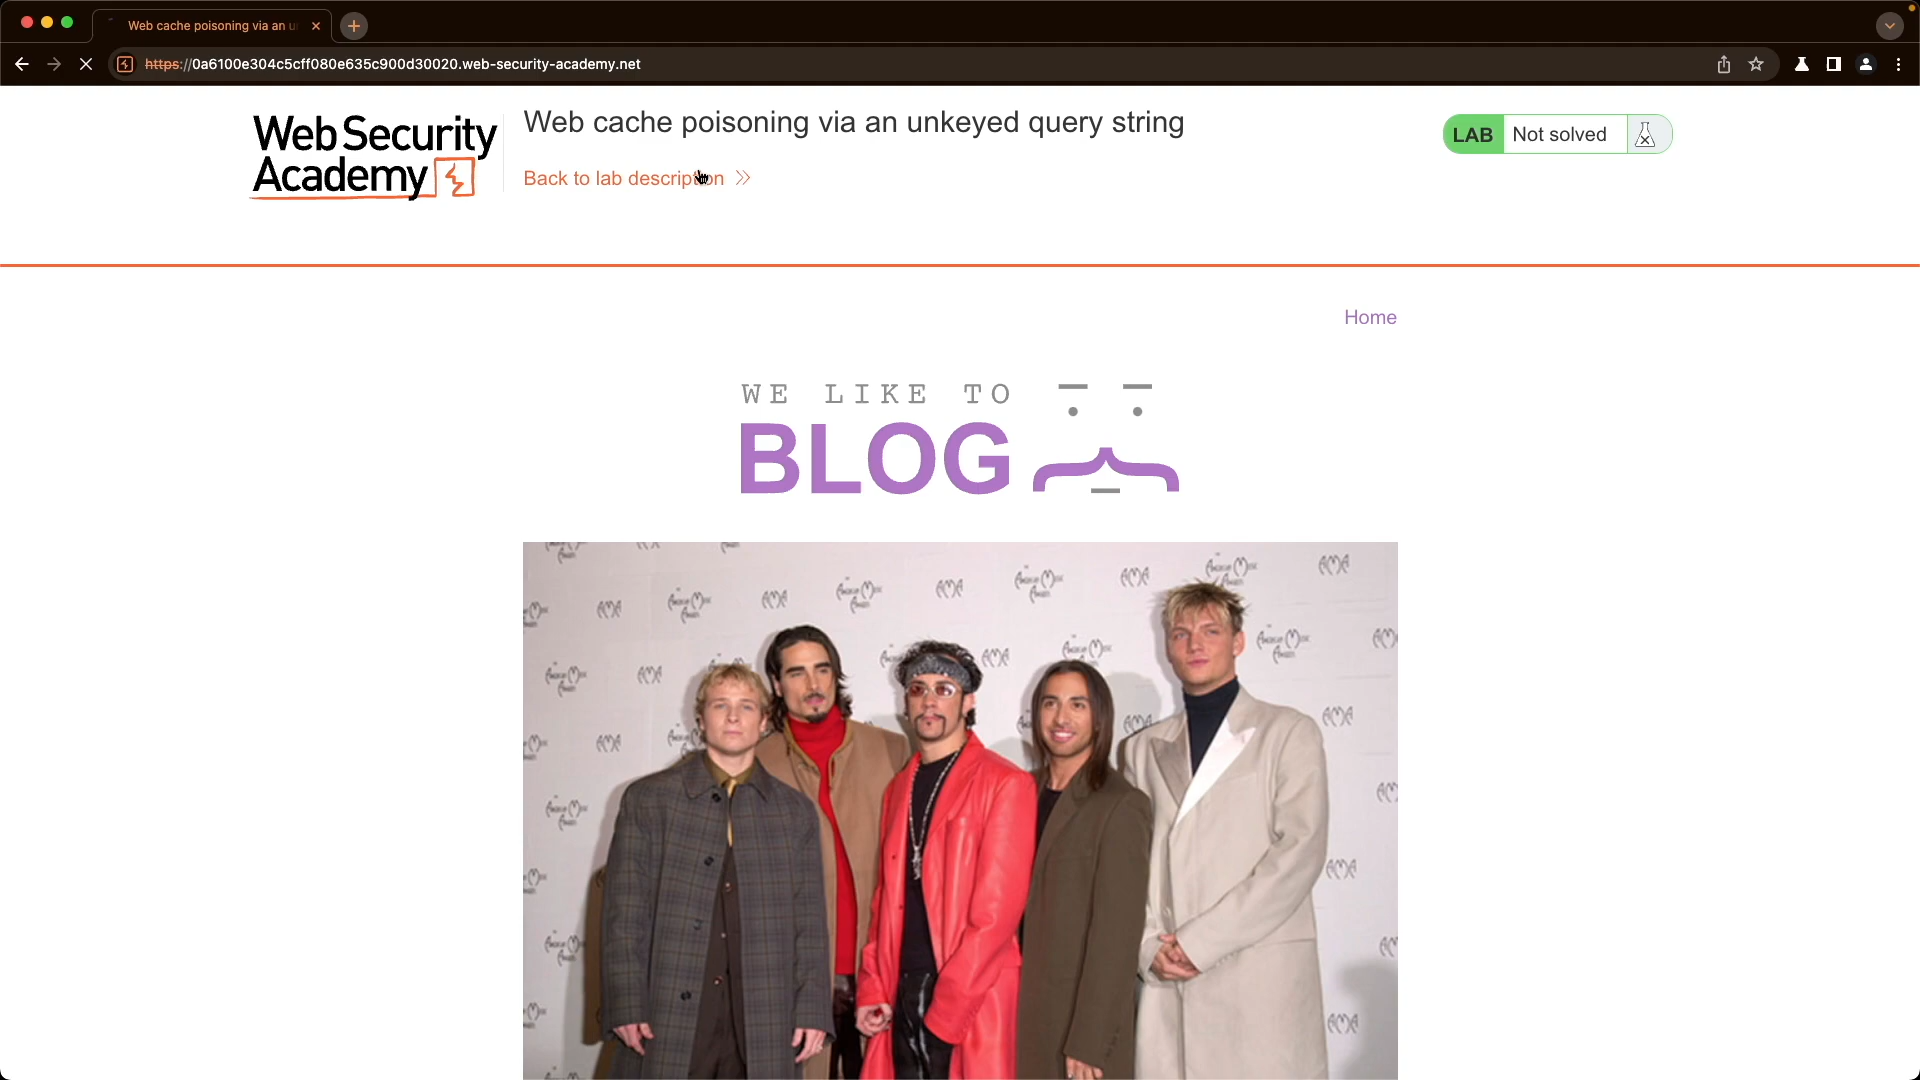 Web cache poisoning via an u
https://0a6100e304c5cff080e635c900d30020.web-security-academy.net
Web Security
Academy
Web cache poisoning via an unkeyed query string
Back to lab description
LAB Not solved
Home
WE LIKE TO
BLOG